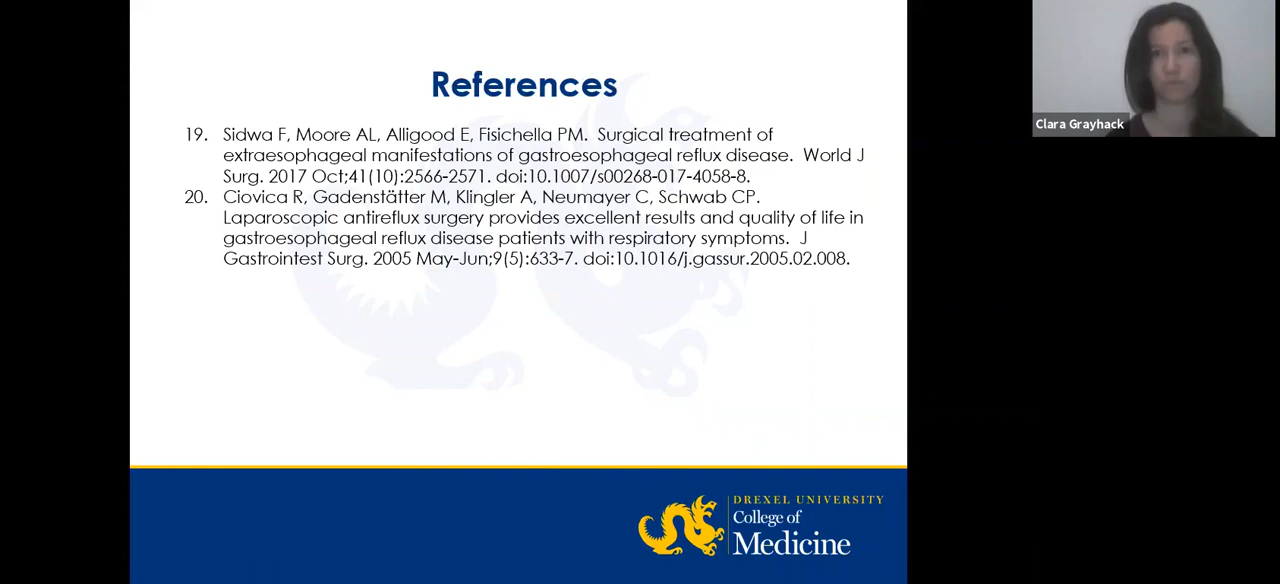 References
19. Sidwa F, Moore AL, Alligood E, Fisichella PM. Surgical treatment of
extraesophageal manifestations of gastroesophageal reflux disease. World J
Surg. 2017 Oct;41(10):2566-2571. doi:10.1007/s00268-017-4058-8.
20. Ciovica R, Gadenstätter M, Klingler A, Neumayer C, Schwab CP.
Laparoscopic antireflux surgery provides excellent results and quality of life in
gastroesophageal reflux disease patients with respiratory symptoms. J
Gastrointest Surg. 2005 May-Jun;9(5):633-7. doi:10.1016/j.gassur.2005.02.008.
DREXEL UNIVERSITY
College of
Medicine
Clara Grayhack